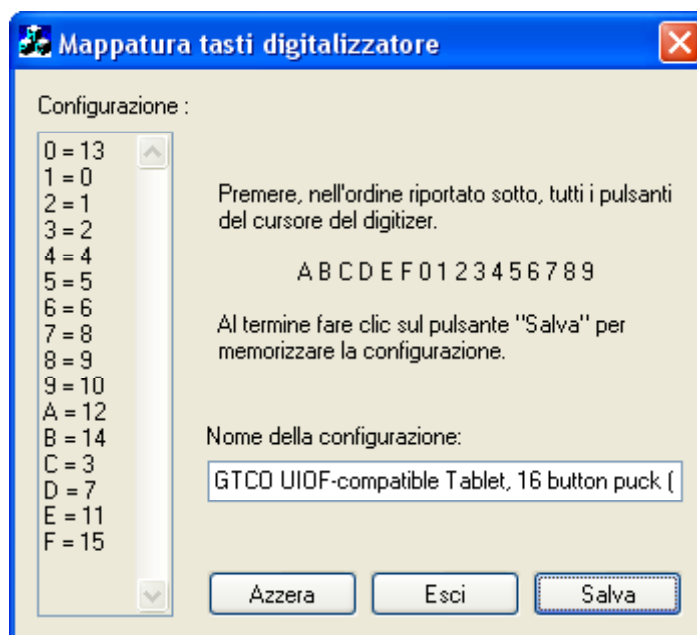 Mappatura tasti digitalizzatore
Configurazione :
0 = 13
1 = 0
2 = 1
3 = 2
4 = 4
5 = 5
6 = 6
7 = 8
8 = 9
9 = 10
A = 12
B = 14
C = 3
D = 7
E = 11
F = 15
Premere, nell'ordine riportato sotto, tutti i pulsanti
del cursore del digitizer.
A B C D E F 0 1 2 3 4 5 6 7 8 9
Al termine fare clic sul pulsante "Salva" per
memorizzare la configurazione.
Nome della configurazione:
GTCO UIOF-compatible Tablet, 16 button puck (
Azzera
Esci
Salva